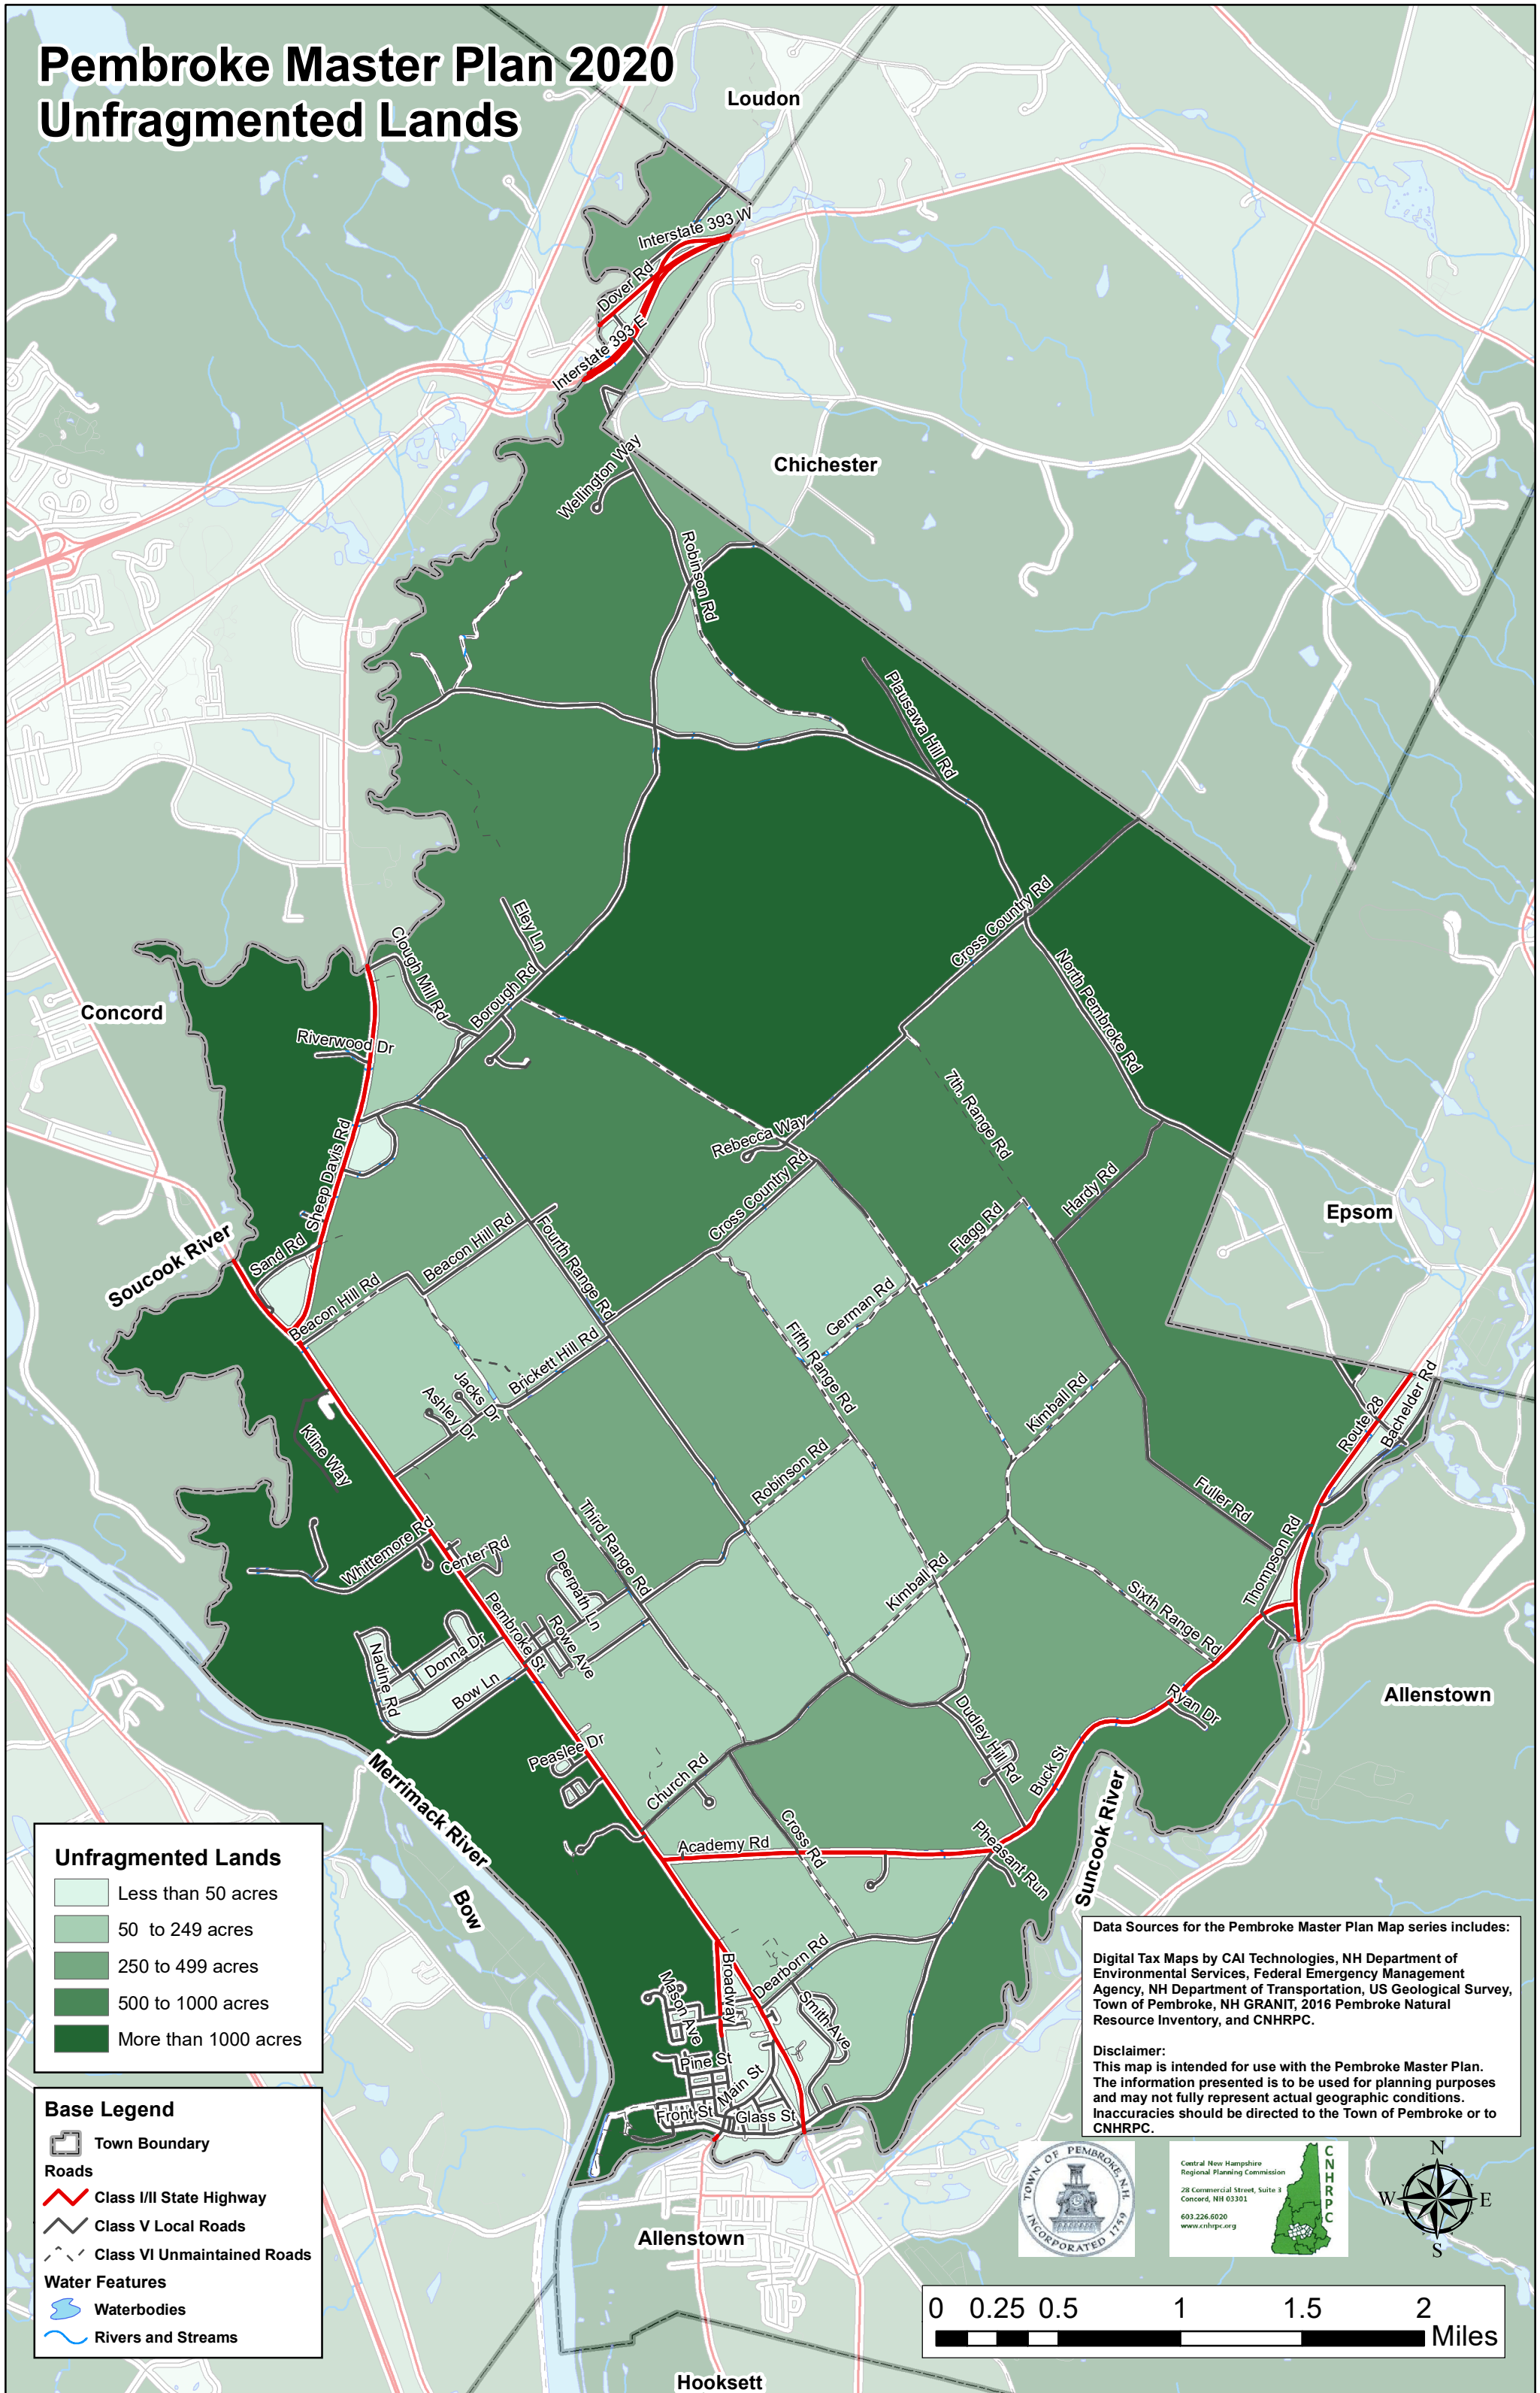 Pembroke Master Plan 2020
Unfragmented Lands
Loudon
Interstate 393 W
Dover Rd
Interstate 393 E
Chichester
Wellington Way
Robinson Rd
Plausawa Hill Rd
Cross Country Rd
Eley Ln
Clough Mill Rd
Borough Rd
North Pembroke Rd
Concord
Riverwood Dr
7th. Range Rd
Rebecca Way
Sheep Davis Rd
Cross Country Rd
Hardy Rd
Epsom
Flagg Rd
Soucook River
Sand Rd
Beacon Hill Rd
Fourth Range Rd
Beacon Hill Rd
German Rd
Fifth Range Rd
Brickett Hill Rd
Jacks Dr
Ashley Dr
Kimball Rd
Route 28
Bachelder Rd
Kline Way
Robinson Rd
Fuller Rd
Third Range Rd
Whittemore Rd
Center Rd
Thompson Rd
Deerpath Ln
Kimball Rd
Sixth Range Rd
Pembroke St
Rowe Ave
Donna Dr
Nadine Rd
Bow Ln
Ryan Dr
Allenstown
Dudley Hill Rd
Peaslee Dr
Buck St
Church Rd
Merrimack River
Suncook River
Cross Rd
Academy Rd
Pheasant Run
Bow
Broadway
Dearborn Rd
Mason Ave
Smith Ave
Pine St
Main St
Front St
Glass St
Allenstown
Hooksett
Unfragmented Lands
Less than 50 acres
50 to 249 acres
250 to 499 acres
500 to 1000 acres
More than 1000 acres
Base Legend
Town Boundary
Roads
Class I/II State Highway
Class V Local Roads
Class VI Unmaintained Roads
Water Features
Waterbodies
Rivers and Streams
Data Sources for the Pembroke Master Plan Map series includes:
Digital Tax Maps by CAI Technologies, NH Department of
Environmental Services, Federal Emergency Management
Agency, NH Department of Transportation, US Geological Survey,
Town of Pembroke, NH GRANIT, 2016 Pembroke Natural
Resource Inventory, and CNHRPC.
Disclaimer:
This map is intended for use with the Pembroke Master Plan.
The information presented is to be used for planning purposes
and may not fully represent actual geographic conditions.
Inaccuracies should be directed to the Town of Pembroke or to
CNHRPC.
TOWN OF PEMBROKE, N.H.
INCORPORATED 1759
Central New Hampshire
Regional Planning Commission
28 Commercial Street, Suite 3
Concord, NH 03301
603.226.6020
www.cnhrpc.org
CNHRPC
N
W
E
S
0 0.25 0.5 1 1.5 2
Miles